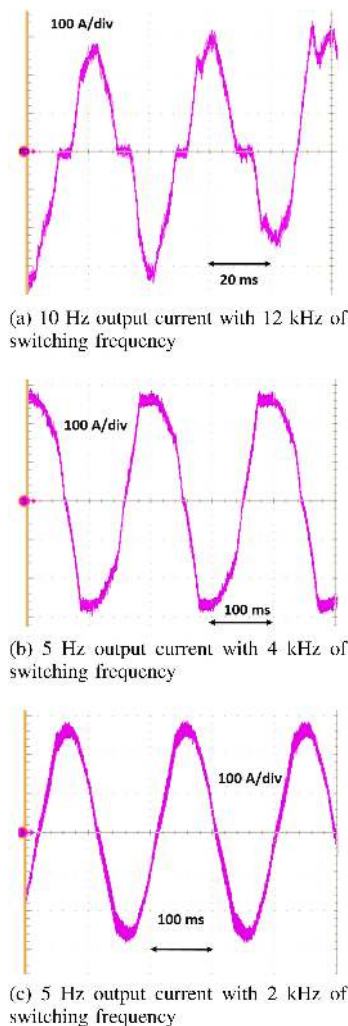 100 A/div
20 ms
(a) 10 Hz output current with 12 kHz of
switching frequency
100 A/div
100 ms
(b) 5 Hz output current with 4 kHz of
switching frequency
100 A/div
100 ms
(c) 5 Hz output current with 2 kHz of
switching frequency